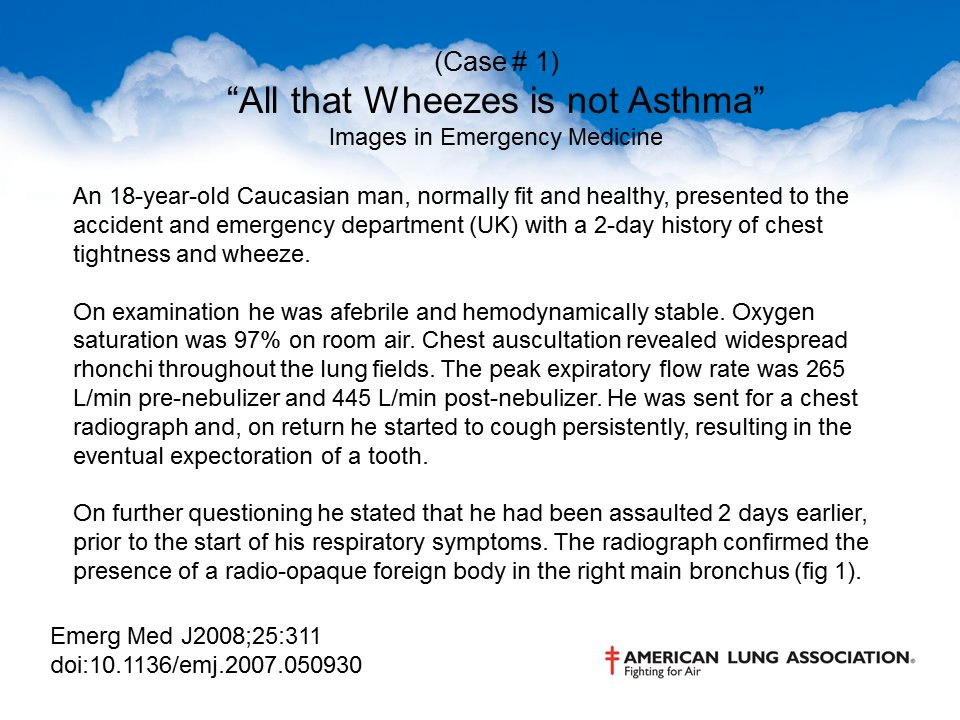 (Case # 1)
“All that Wheezes is not Asthma”
Images in Emergency Medicine
An 18-year-old Caucasian man, normally fit and healthy, presented to the
accident and emergency department (UK) with a 2-day history of chest
tightness and wheeze.
On examination he was afebrile and hemodynamically stable. Oxygen
saturation was 97% on room air. Chest auscultation revealed widespread
rhonchi throughout the lung fields. The peak expiratory flow rate was 265
L/min pre-nebulizer and 445 L/min post-nebulizer. He was sent for a chest
radiograph and, on return he started to cough persistently, resulting in the
eventual expectoration of a tooth.
On further questioning he stated that he had been assaulted 2 days earlier,
prior to the start of his respiratory symptoms. The radiograph confirmed the
presence of a radio-opaque foreign body in the right main bronchus (fig 1).
Emerg Med J2008;25:311
doi:10.1136/emj.2007.050930
AMERICAN LUNG ASSOCIATION®
Fighting for Air